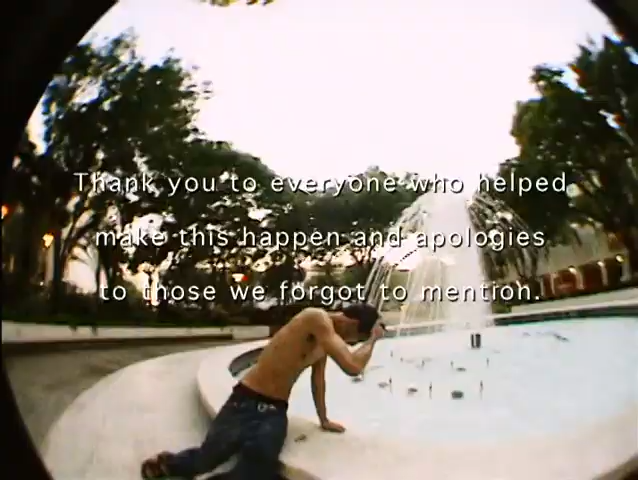 Thank you to everyone who helped
make this happen and apologies
to those we forgot to mention.